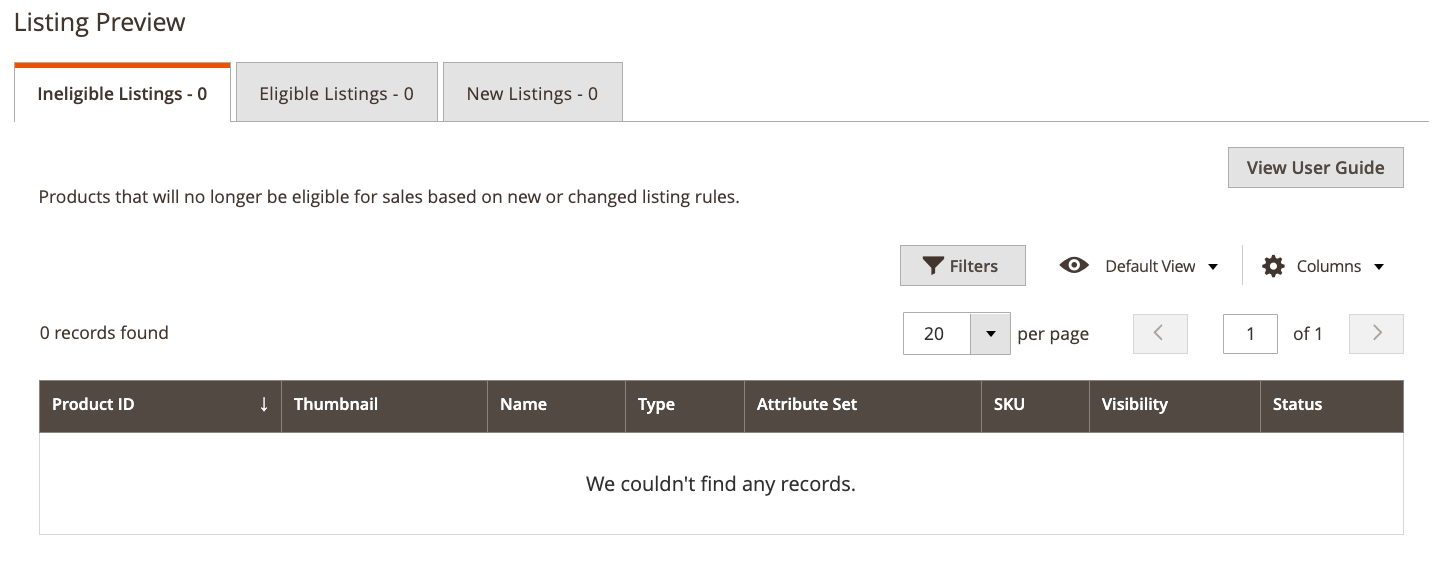 Listing Preview
Ineligible Listings - 0
Eligible Listings - 0
New Listings - 0
View User Guide
Products that will no longer be eligible for sales based on new or changed listing rules.
Filters
Default View
Columns
0 records found
20
per page
1
of 1
Product ID
Thumbnail
Name
Type
Attribute Set
SKU
Visibility
Status
We couldn't find any records.